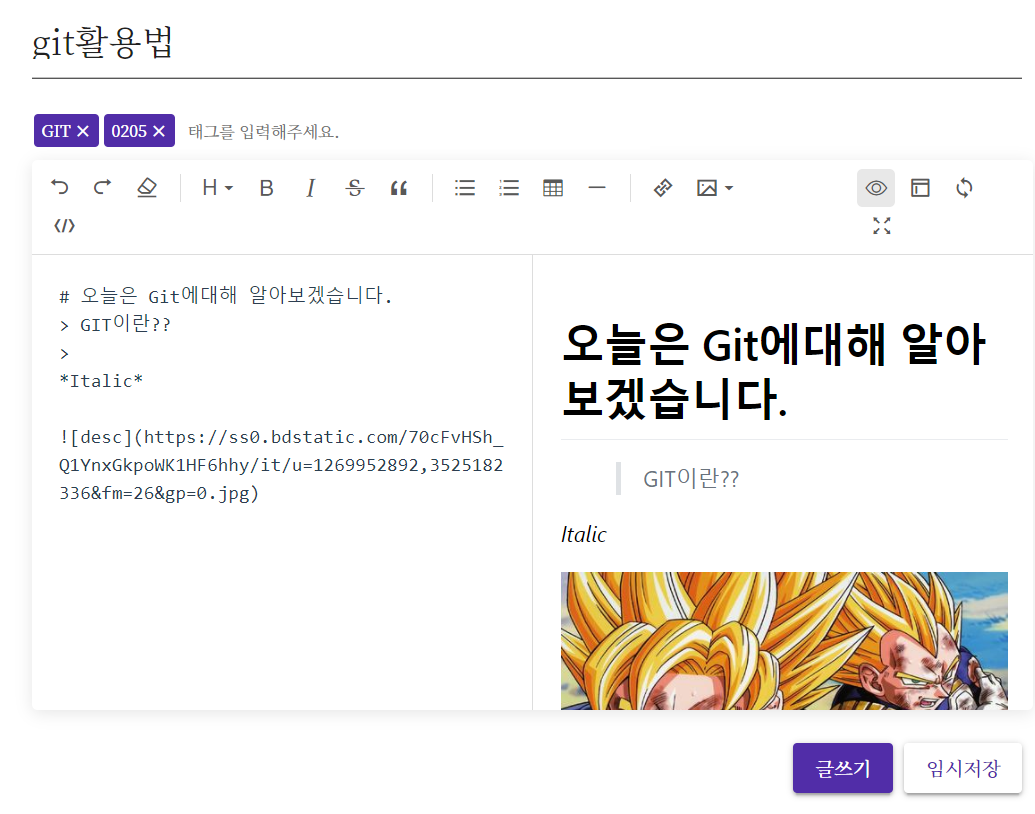 git활용법
GIT ✕ 0205 ✕ 태그를 입력해주세요.
H B I S
# 오늘은 Git에대해 알아보겠습니다.
> GIT이란??
>
*Italic*
![desc](https://ss0.bdstatic.com/70cFvHSh_
Q1YnxGkpoWK1HF6hhy/it/u=1269952892,3525182
336&fm=26&gp=0.jpg)
오늘은 Git에대해 알아
보겠습니다.
GIT이란??
Italic
글쓰기 임시저장